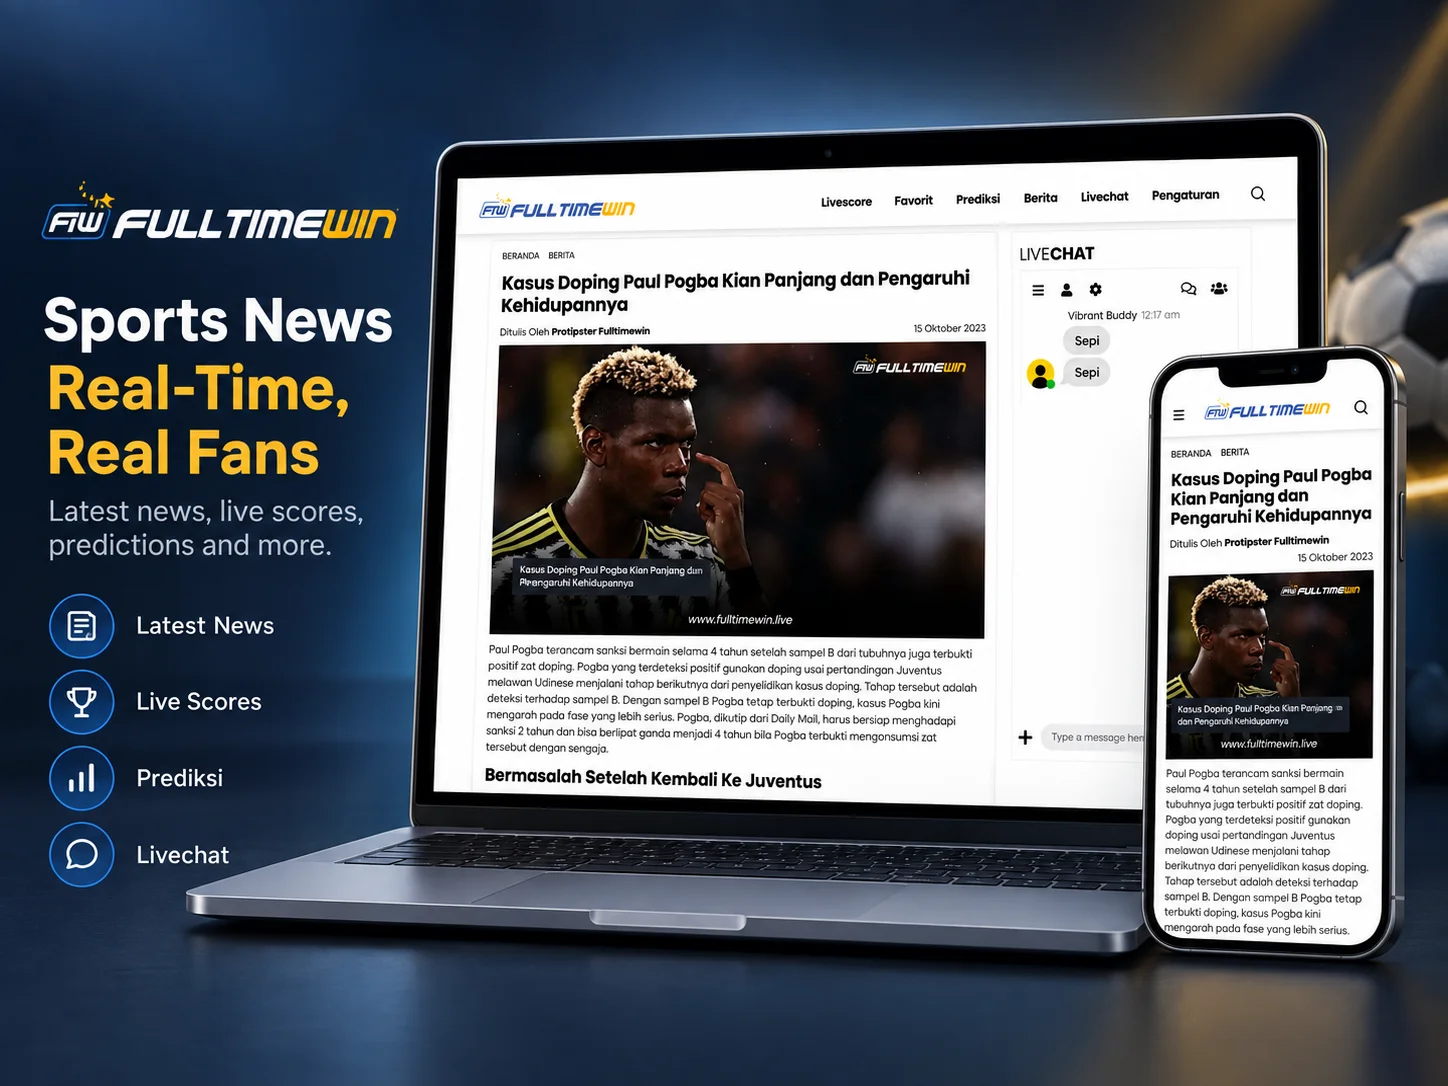 FTW FULLTIMEWIN
Sports News
Real-Time,
Real Fans
Latest news, live scores,
predictions and more.
Latest News
Live Scores
Prediksi
Livechat
FTW FULLTIMEWIN
Livescore
Favorit
Prediksi
Berita
Livechat
Pengaturan
BERANDA BERITA
Kasus Doping Paul Pogba Kian Panjang dan Pengaruhi
Kehidupannya
Ditulis Oleh Protipster Fulltimewin
15 Oktober 2023
FTW FULLTIMEWIN
Kasus Doping Paul Pogba Kian Panjang dan
Kehidupannya
www.fulltimewin.live
Paul Pogba terancam sanksi bermain selama 4 tahun setelah sampel B dari tubuhnya juga terbukti
positif zat doping. Pogba yang terdeteksi positif gunakan doping usai pertandingan Juventus
melawan Udinese menjalani tahap berikutnya dari penyelidikan kasus doping. Tahap tersebut adalah
deteksi terhadap sampel B. Dengan sampel B Pogba tetap terbukti doping, kasus Pogba kini
mengarah pada fase yang lebih serius. Pogba, dikutip dari Daily Mail, harus bersiap menghadapi
sanksi 2 tahun dan bisa berlipat ganda menjadi 4 tahun bila Pogba terbukti mengonsumsi zat
tersebut dengan sengaja.
Bermasalah Setelah Kembali Ke Juventus
LIVECHAT
Vibrant Buddy 12:17 am
Sepi
Sepi
Type a message her
FTW FULLTIMEWIN
BERANDA BERITA
Kasus Doping Paul Pogba
Kian Panjang dan
Pengaruhi Kehidupannya
Ditulis Oleh Protipster Fulltimewin
15 Oktober 2023
FTW FULLTIMEWIN
Kasus Doping Paul Pogba Kian Panjang
dan Pengaruhi Kehidupannya
www.fulltimewin.live
Paul Pogba terancam sanksi bermain
selama 4 tahun setelah sampel B dari
tubuhnya juga terbukti positif zat doping.
Pogba yang terdeteksi positif gunakan
doping usai pertandingan Juventus
melawan Udinese menjalani tahap
berikutnya dari penyelidikan kasus doping.
Tahap tersebut adalah deteksi terhadap
sampel B. Dengan sampel B Pogba tetap
terbukti doping, kasus Pogba kini
mengarah pada fase yang lebih serius.